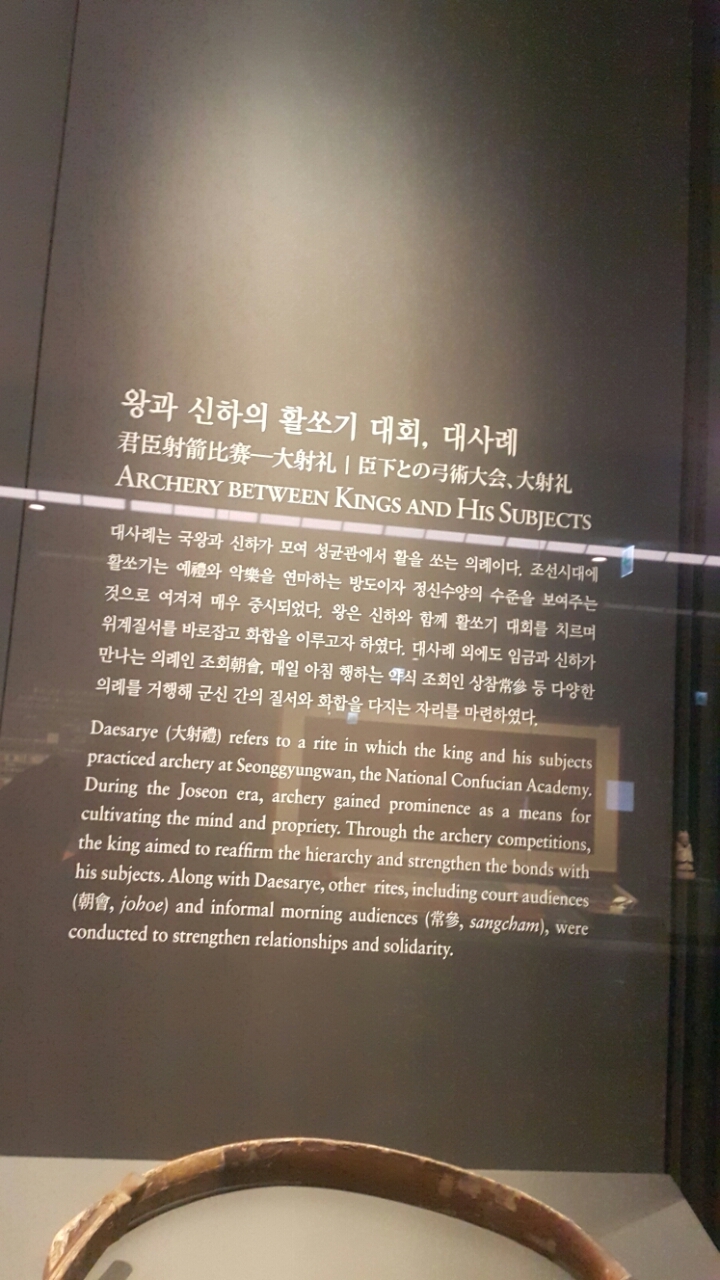 왕과 신하의 활쏘기 대회, 대사례
君臣射箭比赛—大射礼 | 臣下との弓術大会、大射礼
ARCHERY BETWEEN KINGS AND HIS SUBJECTS
대사례는 국왕과 신하가 모여 성균관에서 활을 쏘는 의례이다. 조선시대에
활쏘기는 예禮와 악樂을 연마하는 방도이자 정신수양의 수준을 보여주는
것으로 여겨져 매우 중시되었다. 왕은 신하와 함께 활쏘기 대회를 치르며
위계질서를 바로잡고 화합을 이루고자 하였다. 대사례 외에도 임금과 신하가
만나는 의례인 조회朝會, 매일 아침 행하는 약식 조회인 상참常參 등 다양한
의례를 거행해 군신 간의 질서와 화합을 다지는 자리를 마련하였다.
Daesarye (大射禮) refers to a rite in which the king and his subjects
practiced archery at Seonggyungwan, the National Confucian Academy.
During the Joseon era, archery gained prominence as a means for
cultivating the mind and propriety. Through the archery competitions,
the king aimed to reaffirm the hierarchy and strengthen the bonds with
his subjects. Along with Daesarye, other rites, including court audiences
(朝會, johoe) and informal morning audiences (常參, sangcham), were
conducted to strengthen relationships and solidarity.